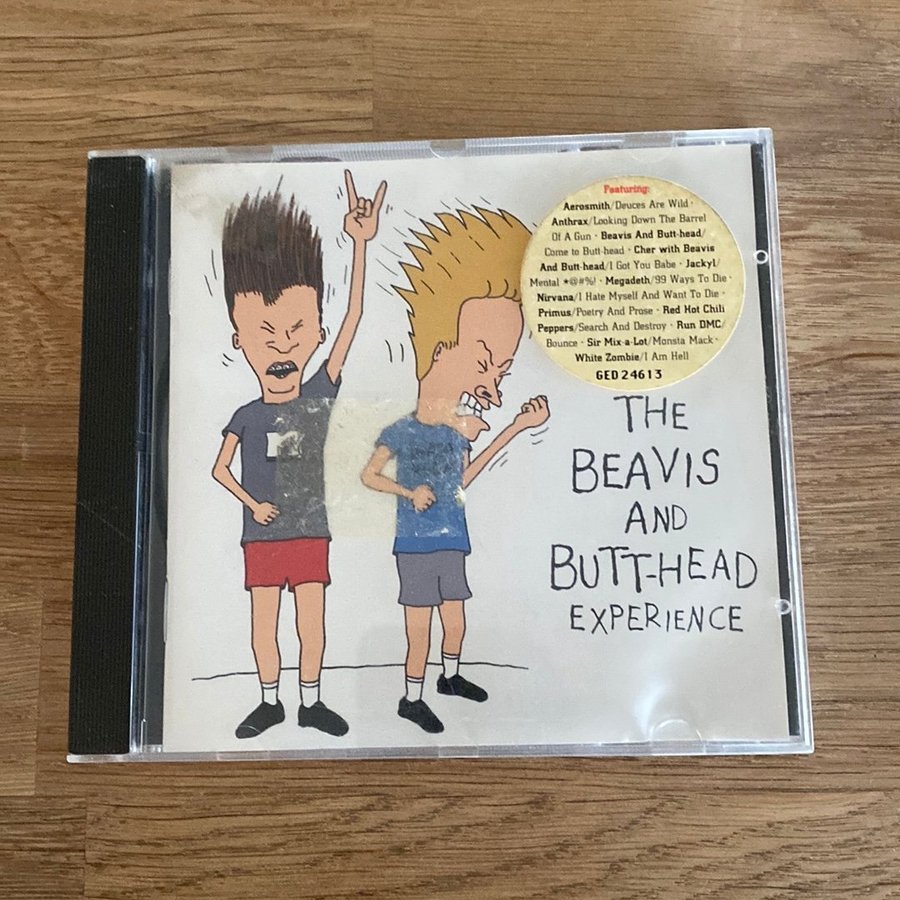 Featuring:
Aerosmith/Deuces Are Wild ·
Anthrax/Looking Down The Barrel
Of A Gun · Beavis And Butt-head/
Come to Butt-head · Cher with Beavis
And Butt-head/I Got You Babe · Jackyl/
Mental *@#%! · Megadeth/99 Ways To Die ·
Nirvana/I Hate Myself And Want To Die ·
Primus/Poetry And Prose · Red Hot Chili
Peppers/Search And Destroy · Run DMC/
Bounce · Sir Mix-a-Lot/Monsta Mack ·
White Zombie/I Am Hell
GED 24613
THE
BEAVIS
AND
BUTT-HEAD
EXPERIENCE